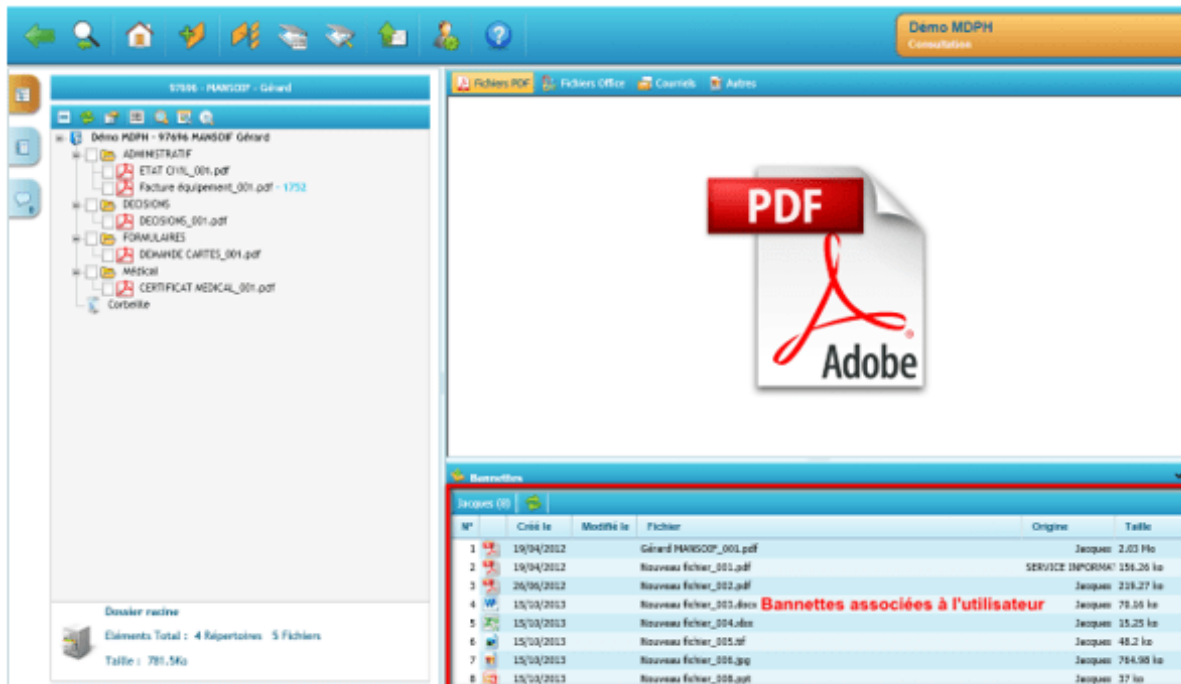 Démo MDPH
Consultation
97696 - MANSOIF - Gérard
Fichiers PDF Fichiers Office Courriels Autres
Démo MDPH - 97696 MANSOIF Gérard
ADMINISTRATIF
ETAT CIVIL_001.pdf
Facture équipement_001.pdf - 1752
DECISIONS
DECISIONS_001.pdf
FORMULAIRES
DEMANDE CARTES_001.pdf
Médical
CERTIFICAT MEDICAL_001.pdf
Corbeille
PDF
Adobe
Bannettes
Jacques (8)
N° Créé le Modifié le Fichier Origine Taille
1 19/04/2012 Gérard MANSOIF_001.pdf Jacques 2.03 Mo
2 19/04/2012 Nouveau fichier_001.pdf SERVICE INFORMAT 156.26 ko
3 26/06/2012 Nouveau fichier_002.pdf Jacques 219.27 ko
4 15/10/2013 Nouveau fichier_003.docx Jacques 70.16 ko
Bannettes associées à l'utilisateur
5 15/10/2013 Nouveau fichier_004.xlsx Jacques 15.25 ko
6 15/10/2013 Nouveau fichier_005.tif Jacques 48.2 ko
7 15/10/2013 Nouveau fichier_006.jpg Jacques 764.98 ko
8 15/10/2013 Nouveau fichier_008.ppt Jacques 37 ko
Dossier racine
Eléments Total : 4 Répertoires 5 Fichiers
Taille : 781.5Ko